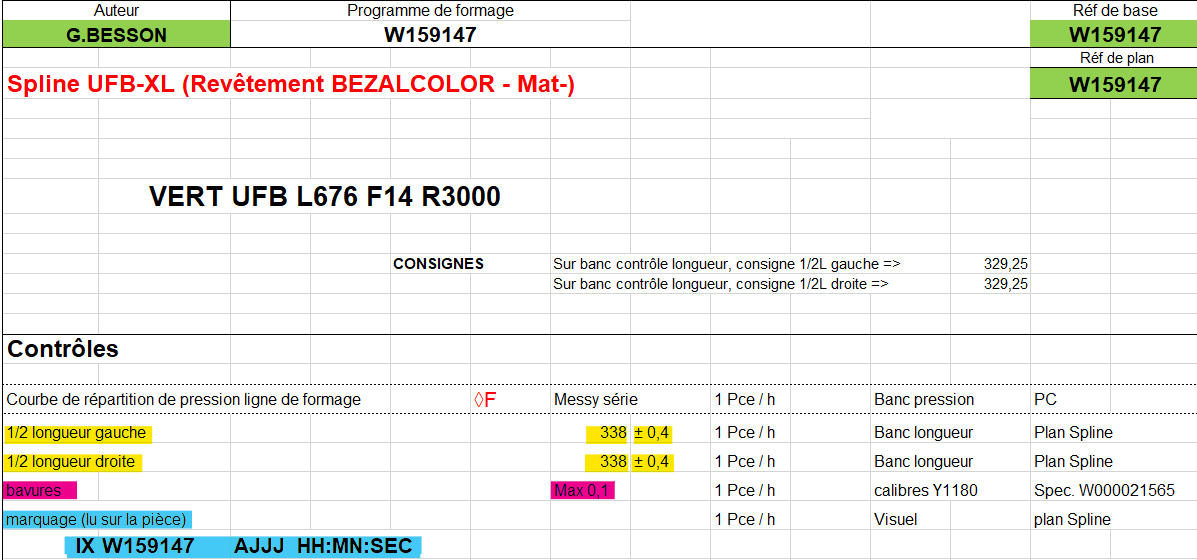 Auteur Programme de formage Réf de base
G.BESSON W159147 W159147
Réf de plan
Spline UFB-XL (Revêtement BEZALCOLOR - Mat-) W159147
VERT UFB L676 F14 R3000
CONSIGNES Sur banc contrôle longueur, consigne 1/2L gauche => 329,25
Sur banc contrôle longueur, consigne 1/2L droite => 329,25
Contrôles
Courbe de répartition de pression ligne de formage ◊F Messy série 1 Pce / h Banc pression PC
1/2 longueur gauche 338 ± 0,4 1 Pce / h Banc longueur Plan Spline
1/2 longueur droite 338 ± 0,4 1 Pce / h Banc longueur Plan Spline
bavures Max 0,1 1 Pce / h calibres Y1180 Spec. W000021565
marquage (lu sur la pièce) 1 Pce / h Visuel plan Spline
IX W159147 AJJJ HH:MN:SEC